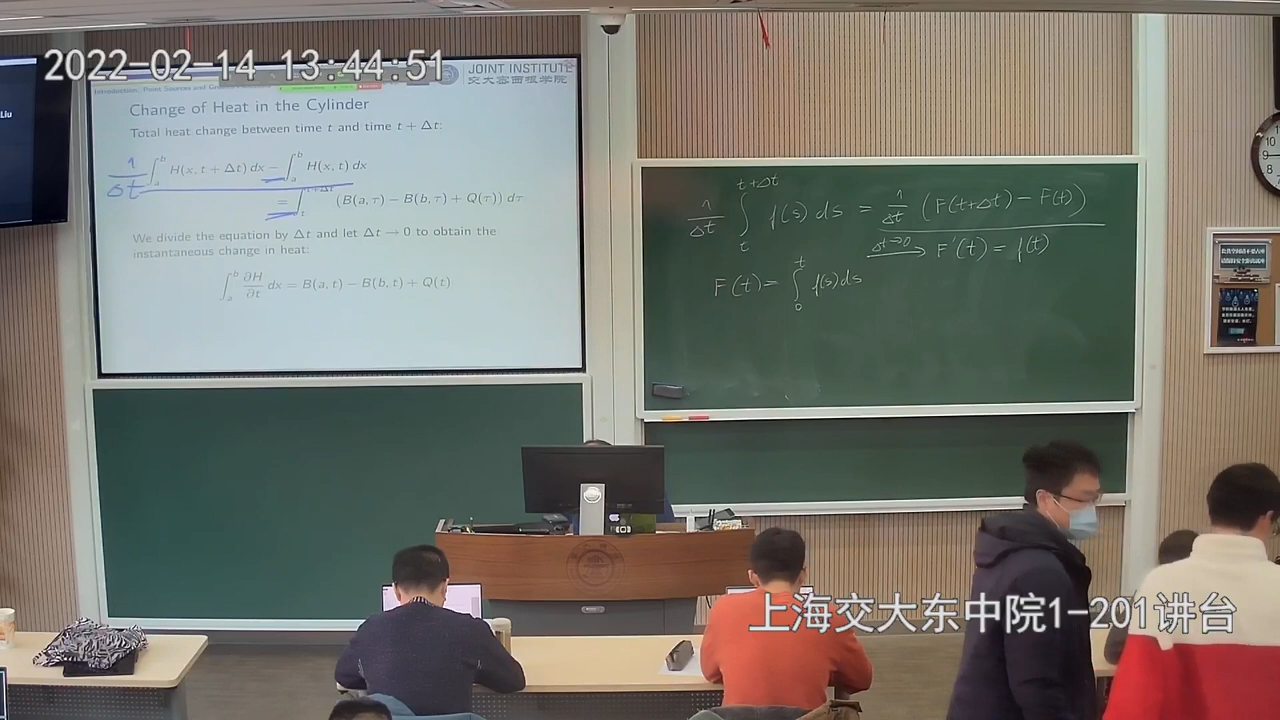 2022-02-14 13:44:51
JOINT INSTITUTE
交大密西根学院
Change of Heat in the Cylinder
Total heat change between time t and time t + Δt:
1/Δt ∫_a^b H(x, t + Δt) dx − ∫_a^b H(x, t) dx
= ∫_t^{t+Δt} (B(a, τ) − B(b, τ) + Q(τ)) dτ
We divide the equation by Δt and let Δt → 0 to obtain the
instantaneous change in heat:
∫_a^b ∂H/∂t dx = B(a, t) − B(b, t) + Q(t)
1/Δt ∫_t^{t+Δt} f(s) ds = 1/Δt (F(t+Δt) − F(t))
Δt→0 → F'(t) = f(t)
F(t) = ∫_0^t f(s) ds
Liu
10
9
8
上海交大东中院1-201讲台